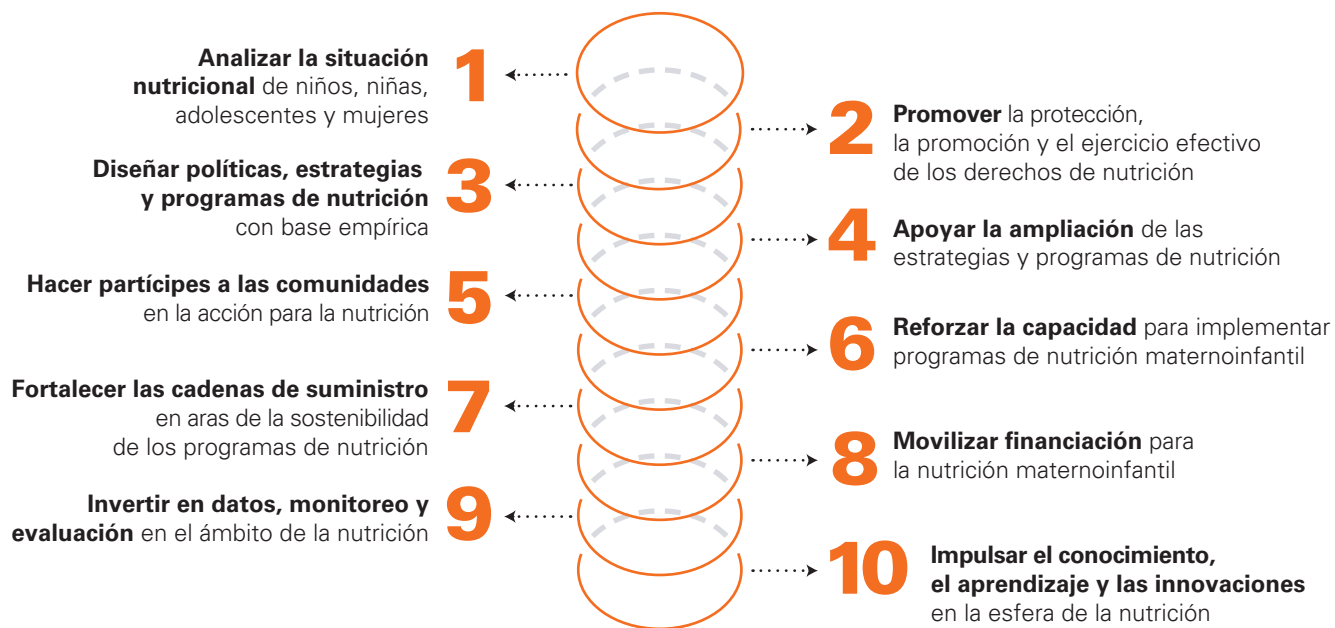 1
Analizar la situación
nutricional de niños, niñas,
adolescentes y mujeres
2
Promover la protección,
la promoción y el ejercicio efectivo
de los derechos de nutrición
3
Diseñar políticas, estrategias
y programas de nutrición
con base empírica
4
Apoyar la ampliación de las
estrategias y programas de nutrición
5
Hacer partícipes a las comunidades
en la acción para la nutrición
6
Reforzar la capacidad para implementar
programas de nutrición maternoinfantil
7
Fortalecer las cadenas de suministro
en aras de la sostenibilidad
de los programas de nutrición
8
Movilizar financiación para
la nutrición maternoinfantil
9
Invertir en datos, monitoreo y
evaluación en el ámbito de la nutrición
10
Impulsar el conocimiento,
el aprendizaje y las innovaciones
en la esfera de la nutrición